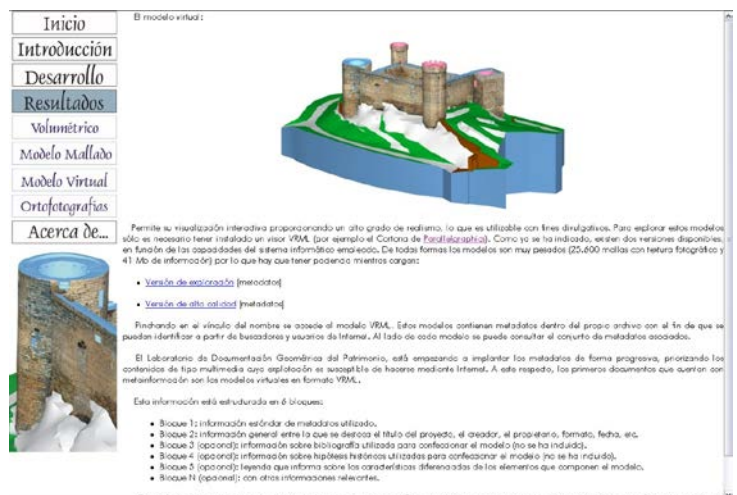 Inicio
Introducción
Desarrollo
Resultados
Volumétrico
Modelo Mallado
Modelo Virtual
Ortofotografías
Acerca de...
El modelo virtual:
Permite su visualización interactiva proporcionando un alto grado de realismo, lo que es utilizable con fines divulgativos. Para explorar estos modelos
sólo es necesario tener instalado un visor VRML (por ejemplo el Cortona de Parallelgraphics). Como ya se ha indicado, existen dos versiones disponibles,
en función de las capacidades del sistema informático empleado. De todas formas los modelos son muy pesados (25.600 mallas con textura fotográfica y
41 Mb de información) por lo que hay que tener paciencia mientras cargan:
• Versión de exploración [metadatos]
• Versión de alta calidad [metadatos]
Pinchando en el vínculo del nombre se accede al modelo VRML. Estos modelos contienen metadatos dentro del propio archivo con el fin de que se
puedan identificar a partir de buscadores y usuarios de Internet. Al lado de cada modelo se puede consultar el conjunto de metadatos asociados.
El Laboratorio de Documentación Geométrica del Patrimonio, está empezando a implantar los metadatos de forma progresiva, priorizando los
contenidos de tipo multimedia cuya explotación es susceptible de hacerse mediante Internet. A este respecto, los primeros documentos que cuentan con
metainformación son los modelos virtuales en formato VRML.
Esta información está estructurada en 6 bloques:
• Bloque 1: información estándar de metadatos utilizado.
• Bloque 2: información general entre la que se destaca el título del proyecto, el creador, el propietario, formato, fecha, etc.
• Bloque 3 (opcional): información sobre bibliografía utilizada para confeccionar el modelo (no se ha incluido).
• Bloque 4 (opcional): información sobre hipótesis históricas utilizadas para confeccionar el modelo (no se ha incluido).
• Bloque 5 (opcional): leyenda que informa sobre las características diferenciadas de los elementos que componen el modelo.
• Bloque N (opcional): con otras informaciones relevantes.